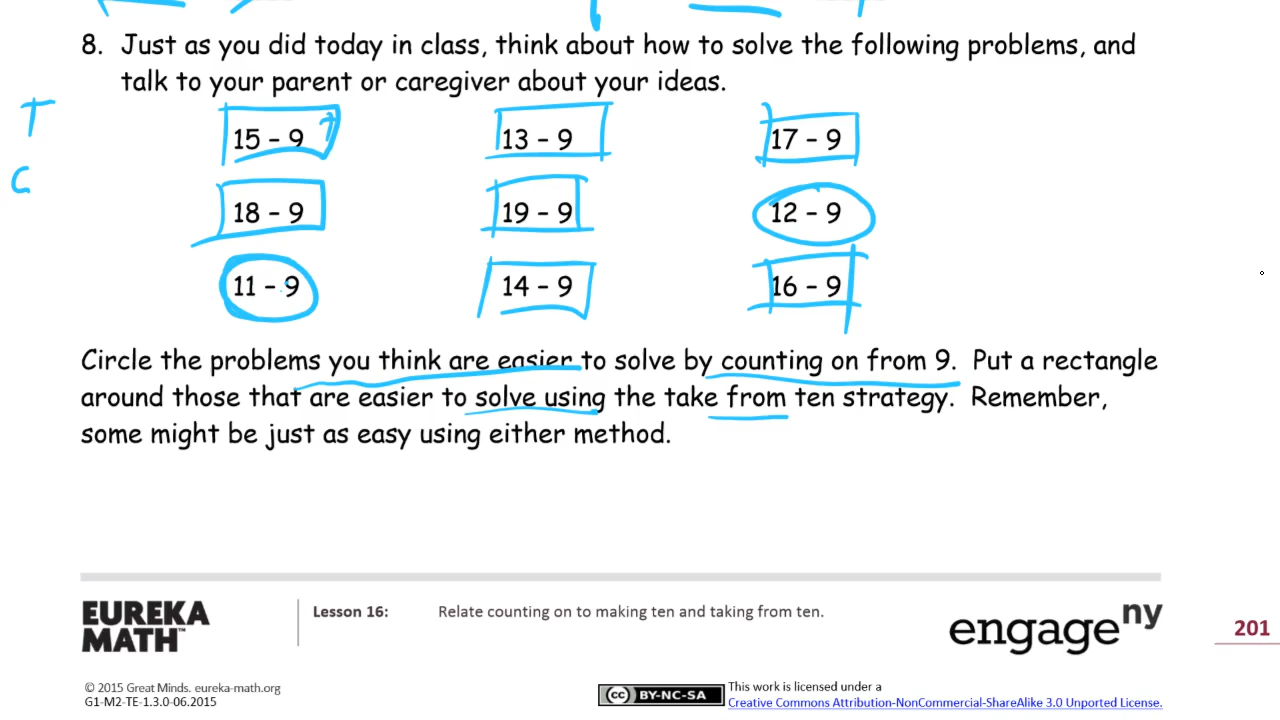 8. Just as you did today in class, think about how to solve the following problems, and
talk to your parent or caregiver about your ideas.
T
15 – 9 13 – 9 17 – 9
C
18 – 9 19 – 9 12 – 9
11 – 9 14 – 9 16 – 9
Circle the problems you think are easier to solve by counting on from 9. Put a rectangle
around those that are easier to solve using the take from ten strategy. Remember,
some might be just as easy using either method.
EUREKA
MATH™
Lesson 16: Relate counting on to making ten and taking from ten.
engageny
201
© 2015 Great Minds. eureka-math.org
G1-M2-TE-1.3.0-06.2015
cc BY-NC-SA
This work is licensed under a
Creative Commons Attribution-NonCommercial-ShareAlike 3.0 Unported License.